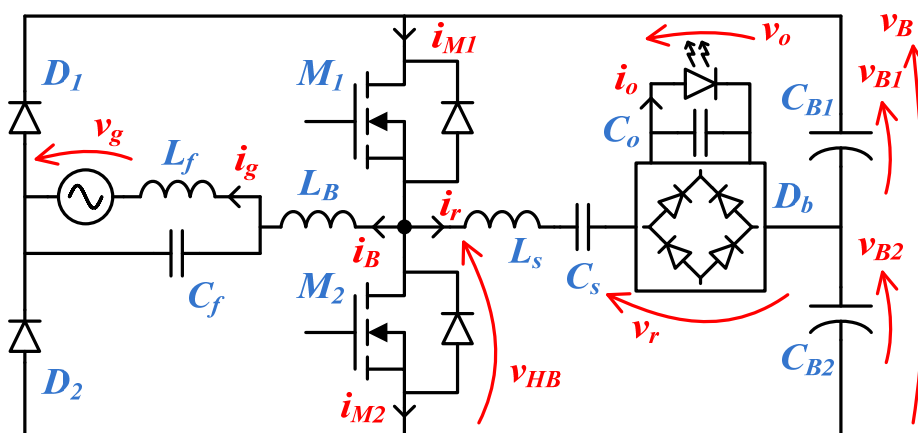 i_M1
v_o
v_B
D_1
M_1
i_o
v_B1
C_B1
C_o
v_g
L_f
i_g
L_B
i_r
D_b
i_B
L_s
C_s
v_B2
C_f
M_2
v_r
C_B2
D_2
v_HB
i_M2